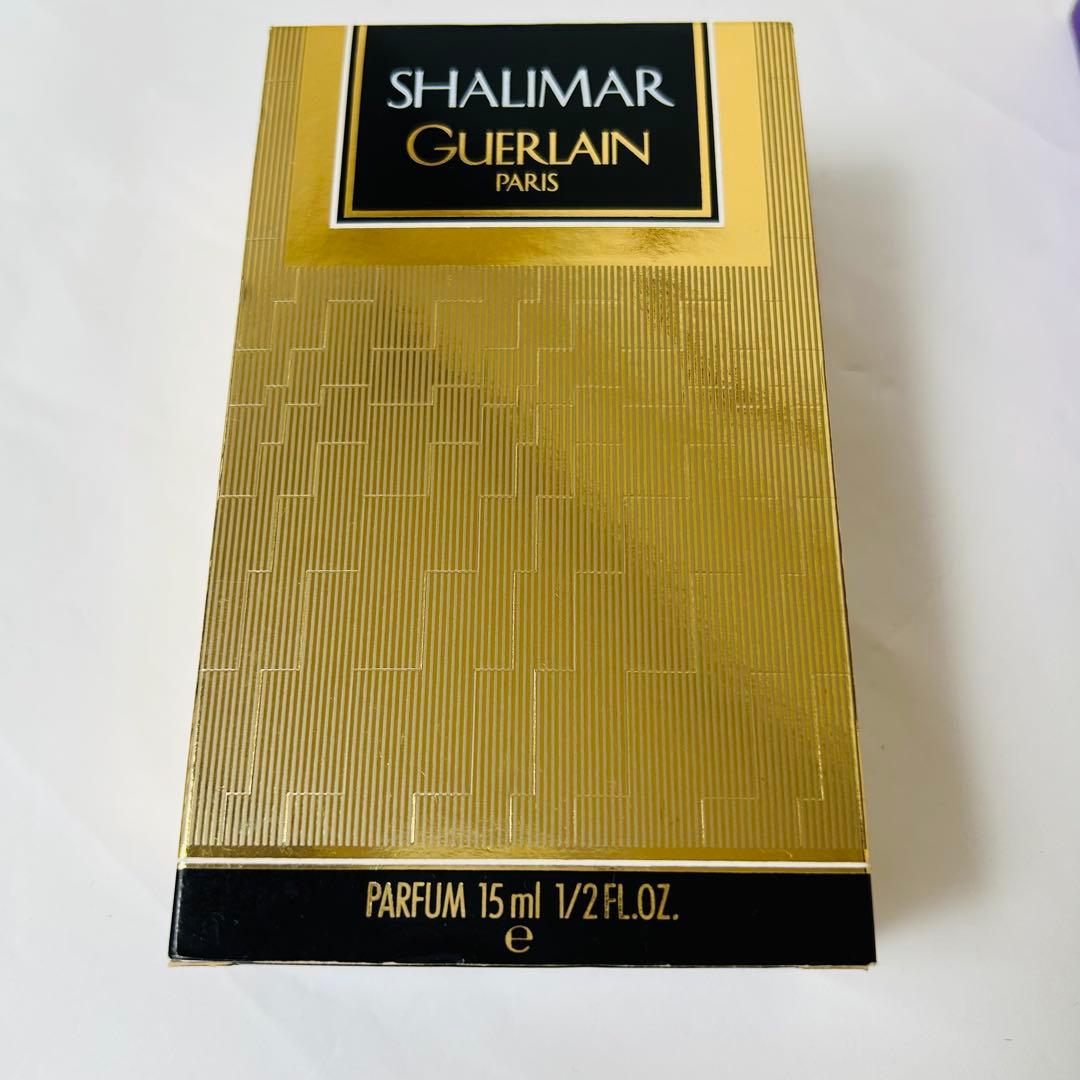 SHALIMAR
GUERLAIN
PARIS
PARFUM 15 ml 1/2 FL.OZ.
e